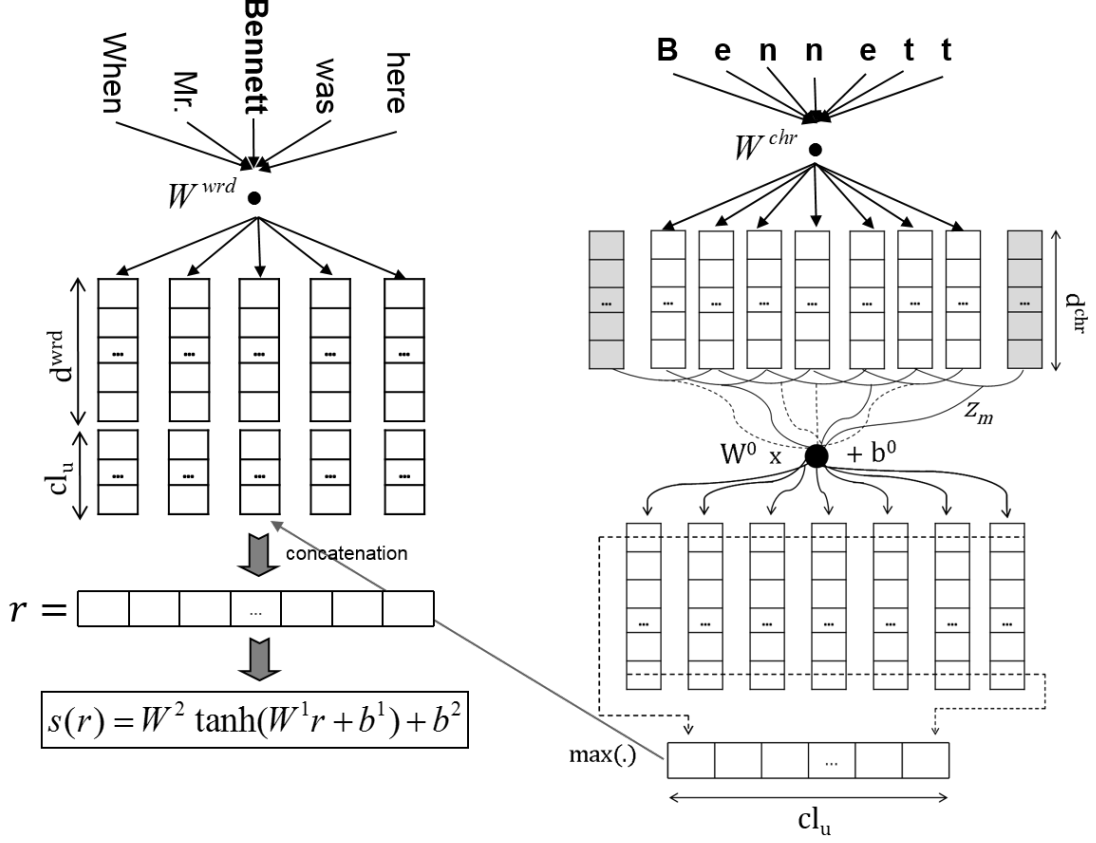 When Mr. Bennett was here
W^{wrd}
d^{wrd}
... ... ... ... ...
cl_u
... ... ... ... ...
concatenation
r =
...
s(r) = W^2 tanh(W^1 r + b^1) + b^2
B e n n e t t
W^{chr}
... ... ... ... ... ... ... ... ...
d^{chr}
z_m
W^0 x + b^0
... ... ... ... ... ... ...
max(.)
...
cl_u